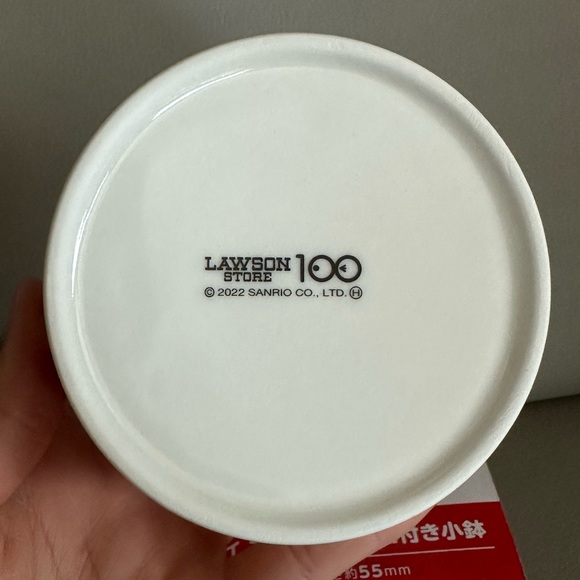 LAWSON
STORE 100
© 2022 SANRIO CO., LTD. Ⓗ
付き小鉢
約55mm